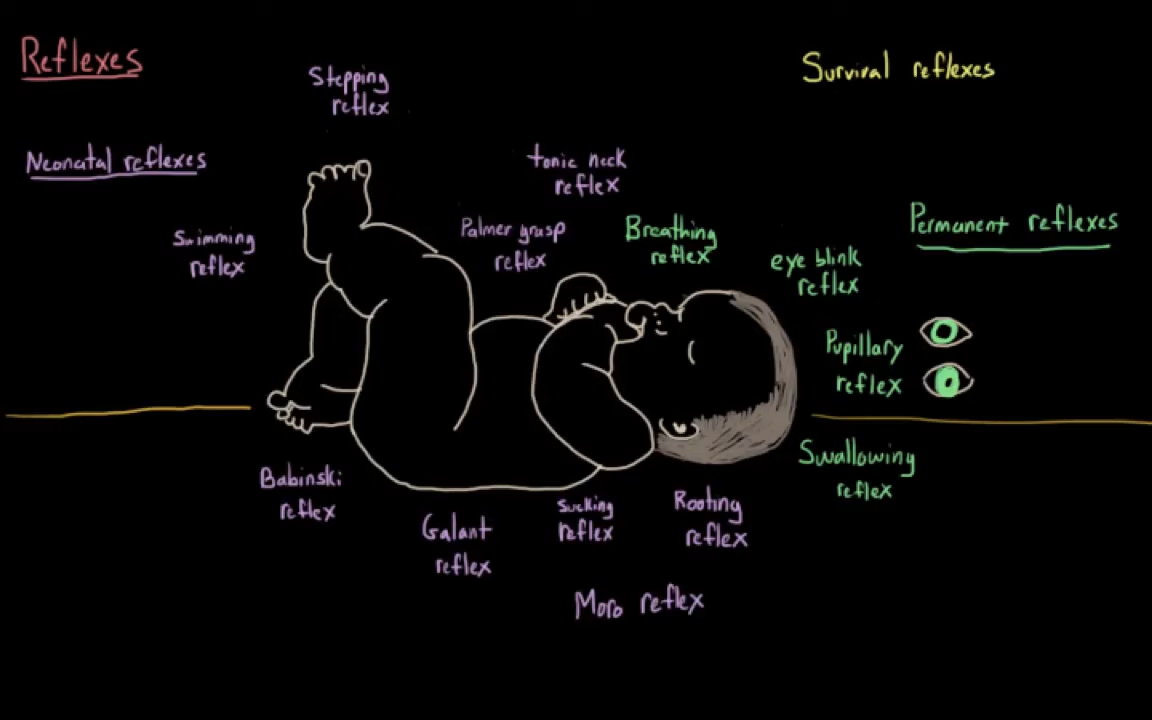 Reflexes
Survival reflexes
Stepping
reflex
Neonatal reflexes
tonic neck
reflex
Permanent reflexes
Swimming
reflex
Palmer grasp
reflex
Breathing
reflex
eye blink
reflex
Pupillary
reflex
Swallowing
reflex
Babinski
reflex
Galant
reflex
Sucking
reflex
Rooting
reflex
Moro reflex